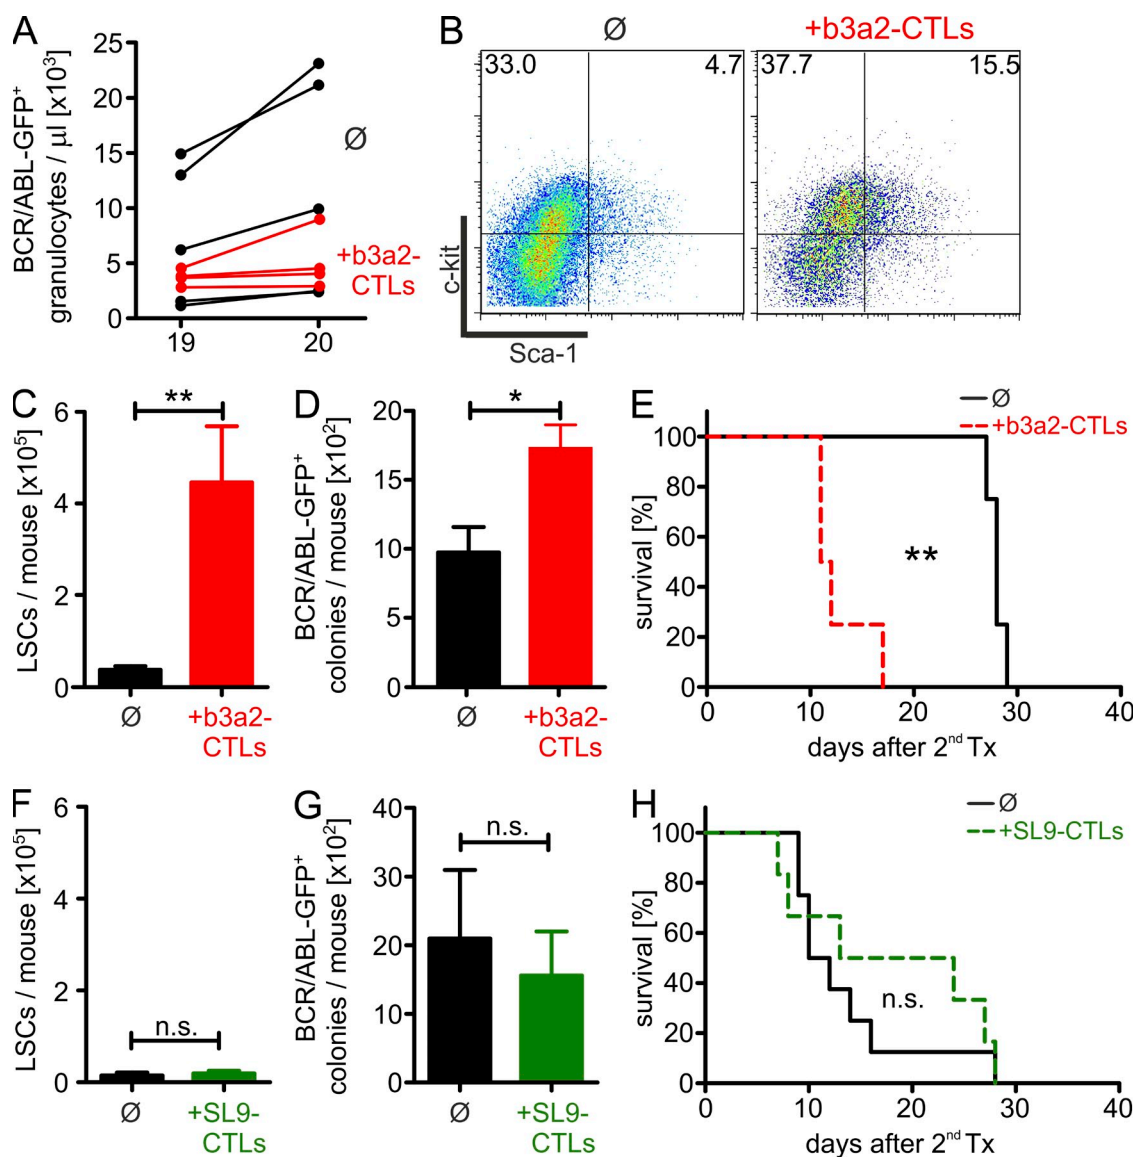 A
BCR/ABL-GFP⁺
granulocytes / µl [x10³]
25
20
15
10
5
0
19
20
Ø
+b3a2-
CTLs
B
Ø
+b3a2-CTLs
33.0
4.7
37.7
15.5
c-kit
Sca-1
C
LSCs / mouse [x10⁵]
6
4
2
0
**
Ø
+b3a2-
CTLs
D
BCR/ABL-GFP⁺
colonies / mouse [x10²]
20
15
10
5
0
*
Ø
+b3a2-
CTLs
E
Ø
+b3a2-CTLs
survival [%]
100
80
60
40
20
0
**
0
10
20
30
40
days after 2ⁿᵈ Tx
F
LSCs / mouse [x10⁵]
6
4
2
0
n.s.
Ø
+SL9-
CTLs
G
BCR/ABL-GFP⁺
colonies / mouse [x10²]
40
30
20
10
0
n.s.
Ø
+SL9-
CTLs
H
Ø
+SL9-CTLs
survival [%]
100
80
60
40
20
0
n.s.
0
10
20
30
40
days after 2ⁿᵈ Tx